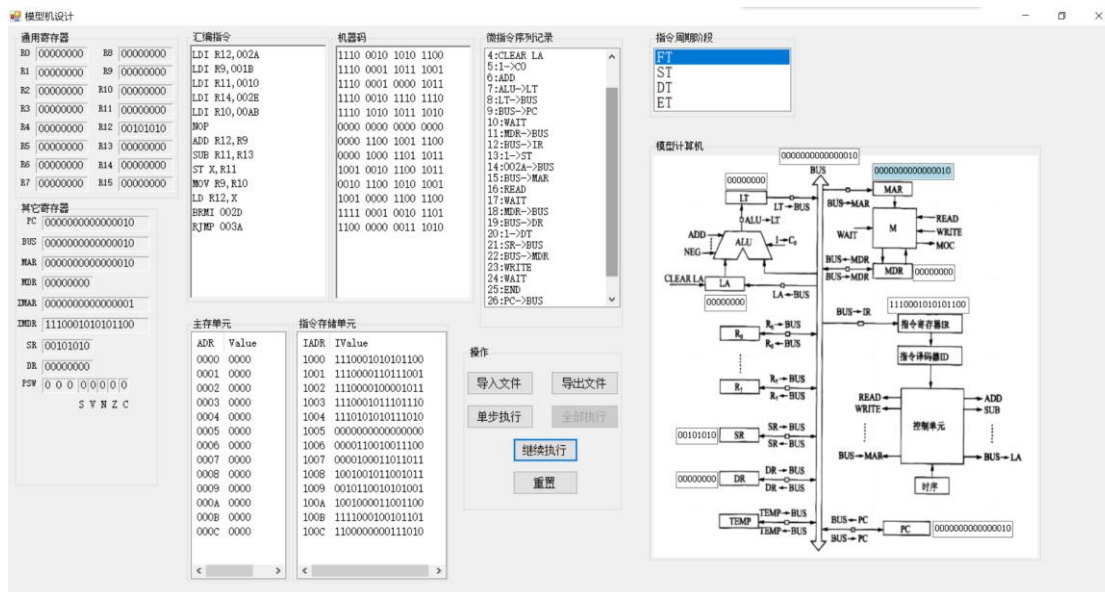 模型机设计
通用寄存器
R0 00000000 R8 00000000
R1 00000000 R9 00000000
R2 00000000 R10 00000000
R3 00000000 R11 00000000
R4 00000000 R12 00101010
R5 00000000 R13 00000000
R6 00000000 R14 00000000
R7 00000000 R15 00000000
其它寄存器
PC 0000000000000010
BUS 0000000000000010
MAR 0000000000000010
MDR 00000000
IMAR 0000000000000001
IMDR 1110001010101100
SR 00101010
DR 00000000
PSW 0 0 0 0 0 0 0 0
S V N Z C
汇编指令
LDI R12,002A
LDI R9,001B
LDI R11,0010
LDI R14,002E
LDI R10,00AB
NOP
ADD R12,R9
SUB R11,R13
ST X,R11
MOV R9,R10
LD R12,X
BRMI 002D
RJMP 003A
机器码
1110 0010 1010 1100
1110 0001 1011 1001
1110 0001 0000 1011
1110 0010 1110 1110
1110 1010 1011 1010
0000 0000 0000 0000
0000 1100 1001 1100
0000 1000 1101 1011
1001 0010 1100 1011
0010 1100 1010 1001
1001 0000 1100 1100
1111 0001 0010 1101
1100 0000 0011 1010
微指令序列记录
4:CLEAR LA
5:1->C0
6:ADD
7:ALU->LT
8:LT->BUS
9:BUS->PC
10:WAIT
11:MDR->BUS
12:BUS->IR
13:1->ST
14:002A->BUS
15:BUS->MAR
16:READ
17:WAIT
18:MDR->BUS
19:BUS->DR
20:1->DT
21:SR->BUS
22:BUS->MDR
23:WRITE
24:WAIT
25:END
26:PC->BUS
主存单元
ADR Value
0000 0000
0001 0000
0002 0000
0003 0000
0004 0000
0005 0000
0006 0000
0007 0000
0008 0000
0009 0000
000A 0000
000B 0000
000C 0000
指令存储单元
IADR IValue
1000 1110001010101100
1001 1110000110111001
1002 1110000100001011
1003 1110001011101110
1004 1110101010111010
1005 0000000000000000
1006 0000110010011100
1007 0000100011011011
1008 1001001011001011
1009 0010110010101001
100A 1001000011001100
100B 1111000100101101
100C 1100000000111010
操作
导入文件 导出文件
单步执行 全部执行
继续执行
重置
指令周期阶段
FT
ST
DT
ET
模型计算机
0000000000000010
BUS
00000000
LT
LT→BUS
ALU→LT
ADD
NEG
ALU
1→C₀
CLEAR LA
LA
00000000
LA←BUS
0000000000000010
MAR
BUS→MAR
WAIT
M
READ
WRITE
MOC
BUS←MDR
BUS→MDR
MDR
00000000
1110001010101100
BUS→IR
指令寄存器IR
指令译码器ID
R₀
R₀→BUS
R₀←BUS
R₇
R₇→BUS
R₇←BUS
00101010
SR
SR→BUS
SR←BUS
00000000
DR
DR→BUS
DR←BUS
TEMP
TEMP→BUS
TEMP←BUS
READ
WRITE
BUS→MAR
控制单元
ADD
SUB
BUS→LA
时序
BUS←PC
BUS→PC
PC
0000000000000010